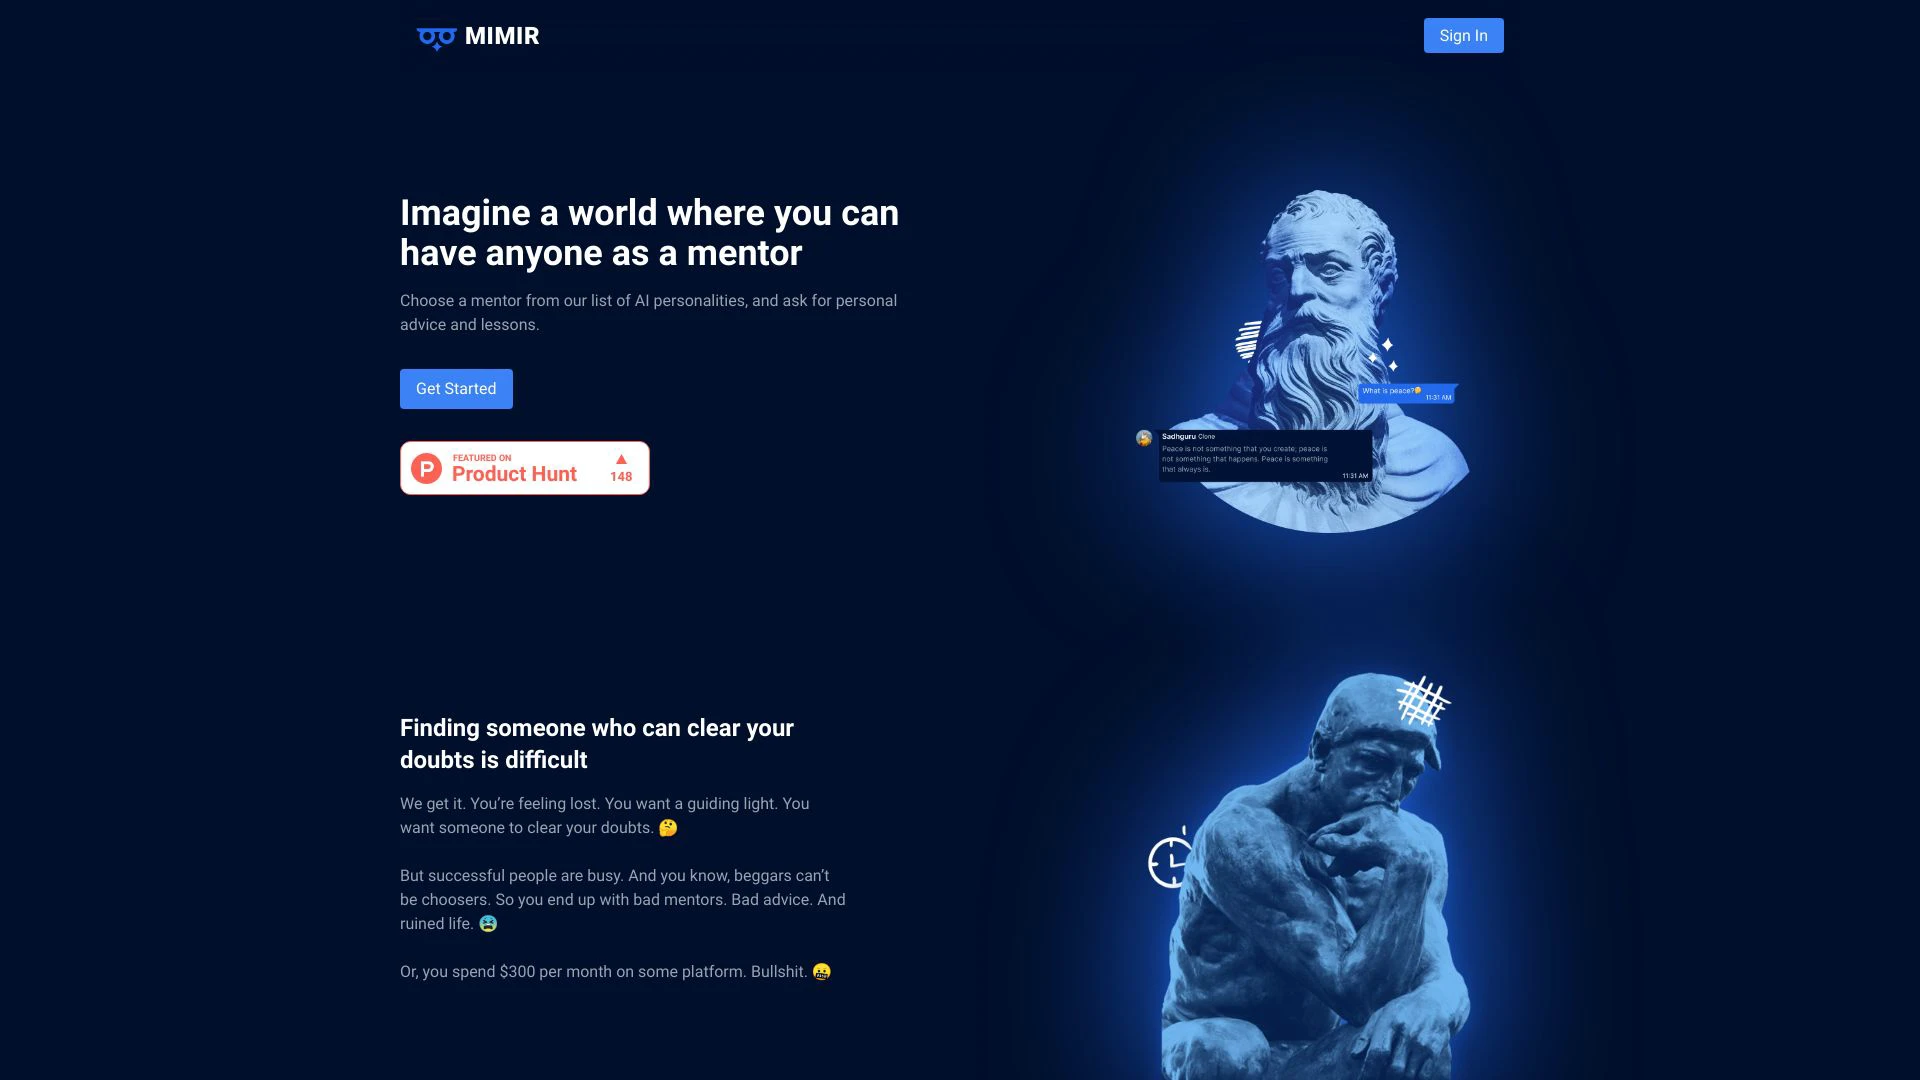 MIMIR
Sign In
Imagine a world where you can
have anyone as a mentor
Choose a mentor from our list of AI personalities, and ask for personal
advice and lessons.
Get Started
FEATURED ON
Product Hunt
148
What is peace?🤔
11:31 AM
Sadhguru Clone
Peace is not something that you create; peace is
not something that happens. Peace is something
that always is.
11:31 AM
Finding someone who can clear your
doubts is difficult
We get it. You’re feeling lost. You want a guiding light. You
want someone to clear your doubts. 🤔
But successful people are busy. And you know, beggars can’t
be choosers. So you end up with bad mentors. Bad advice. And
ruined life. 😫
Or, you spend $300 per month on some platform. Bullshit. 🤬